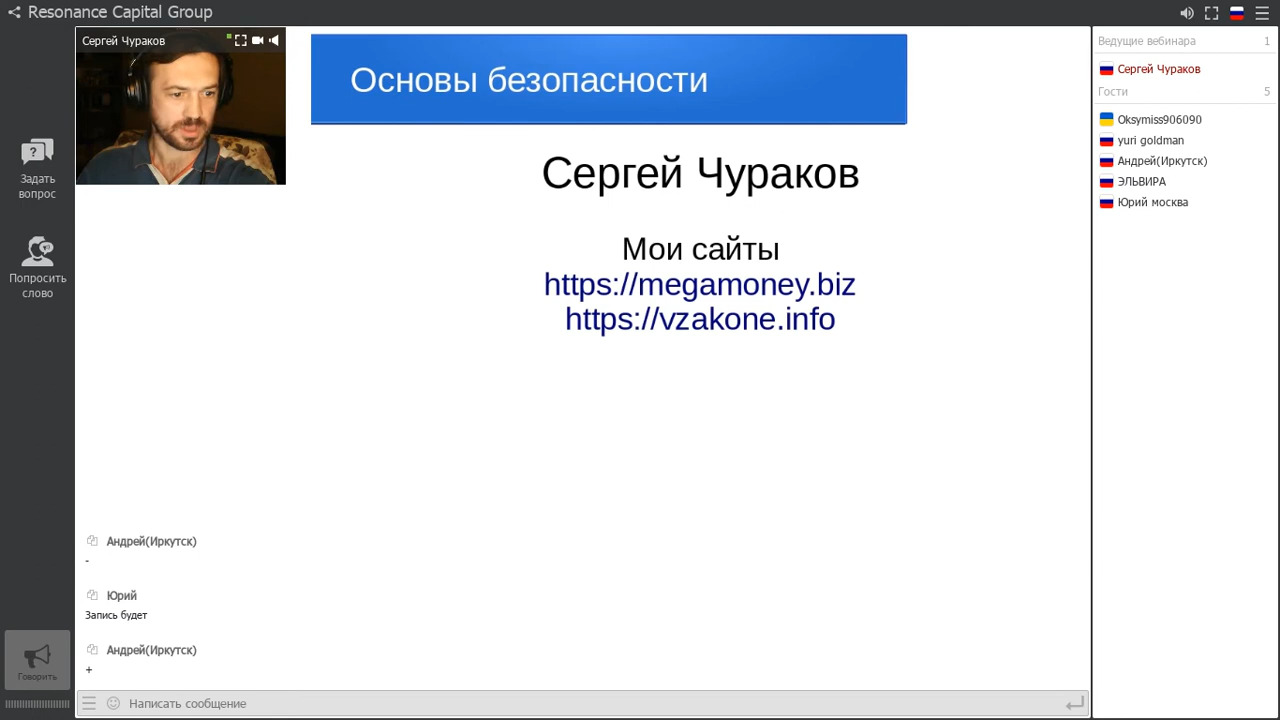 Resonance Capital Group
Сергей Чураков
Задать
вопрос
Попросить
слово
Говорить
Основы безопасности
Сергей Чураков
Мои сайты
https://megamoney.biz
https://vzakone.info
Андрей(Иркутск)
-
Юрий
Запись будет
Андрей(Иркутск)
+
Написать сообщение
Ведущие вебинара 1
Сергей Чураков
Гости 5
Oksymiss906090
yuri goldman
Андрей(Иркутск)
ЭЛЬВИРА
Юрий москва